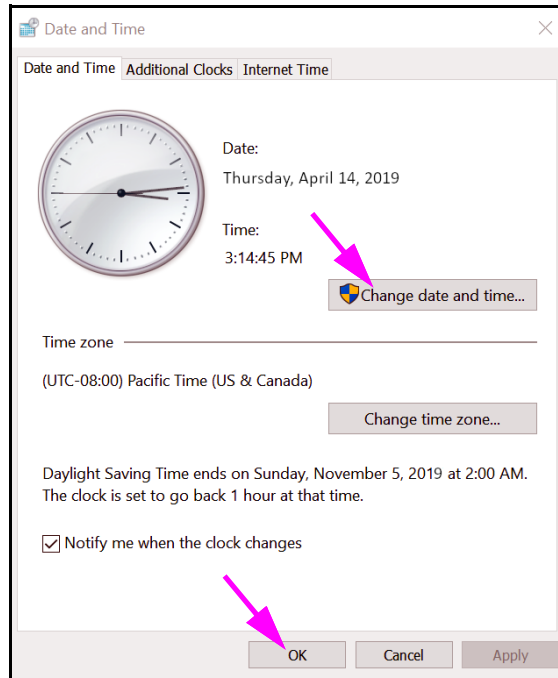 Date and Time
Date and Time
Additional Clocks
Internet Time
Date:
Thursday, April 14, 2019
Time:
3:14:45 PM
Change date and time...
Time zone
(UTC-08:00) Pacific Time (US & Canada)
Change time zone...
Daylight Saving Time ends on Sunday, November 5, 2019 at 2:00 AM.
The clock is set to go back 1 hour at that time.
Notify me when the clock changes
OK
Cancel
Apply